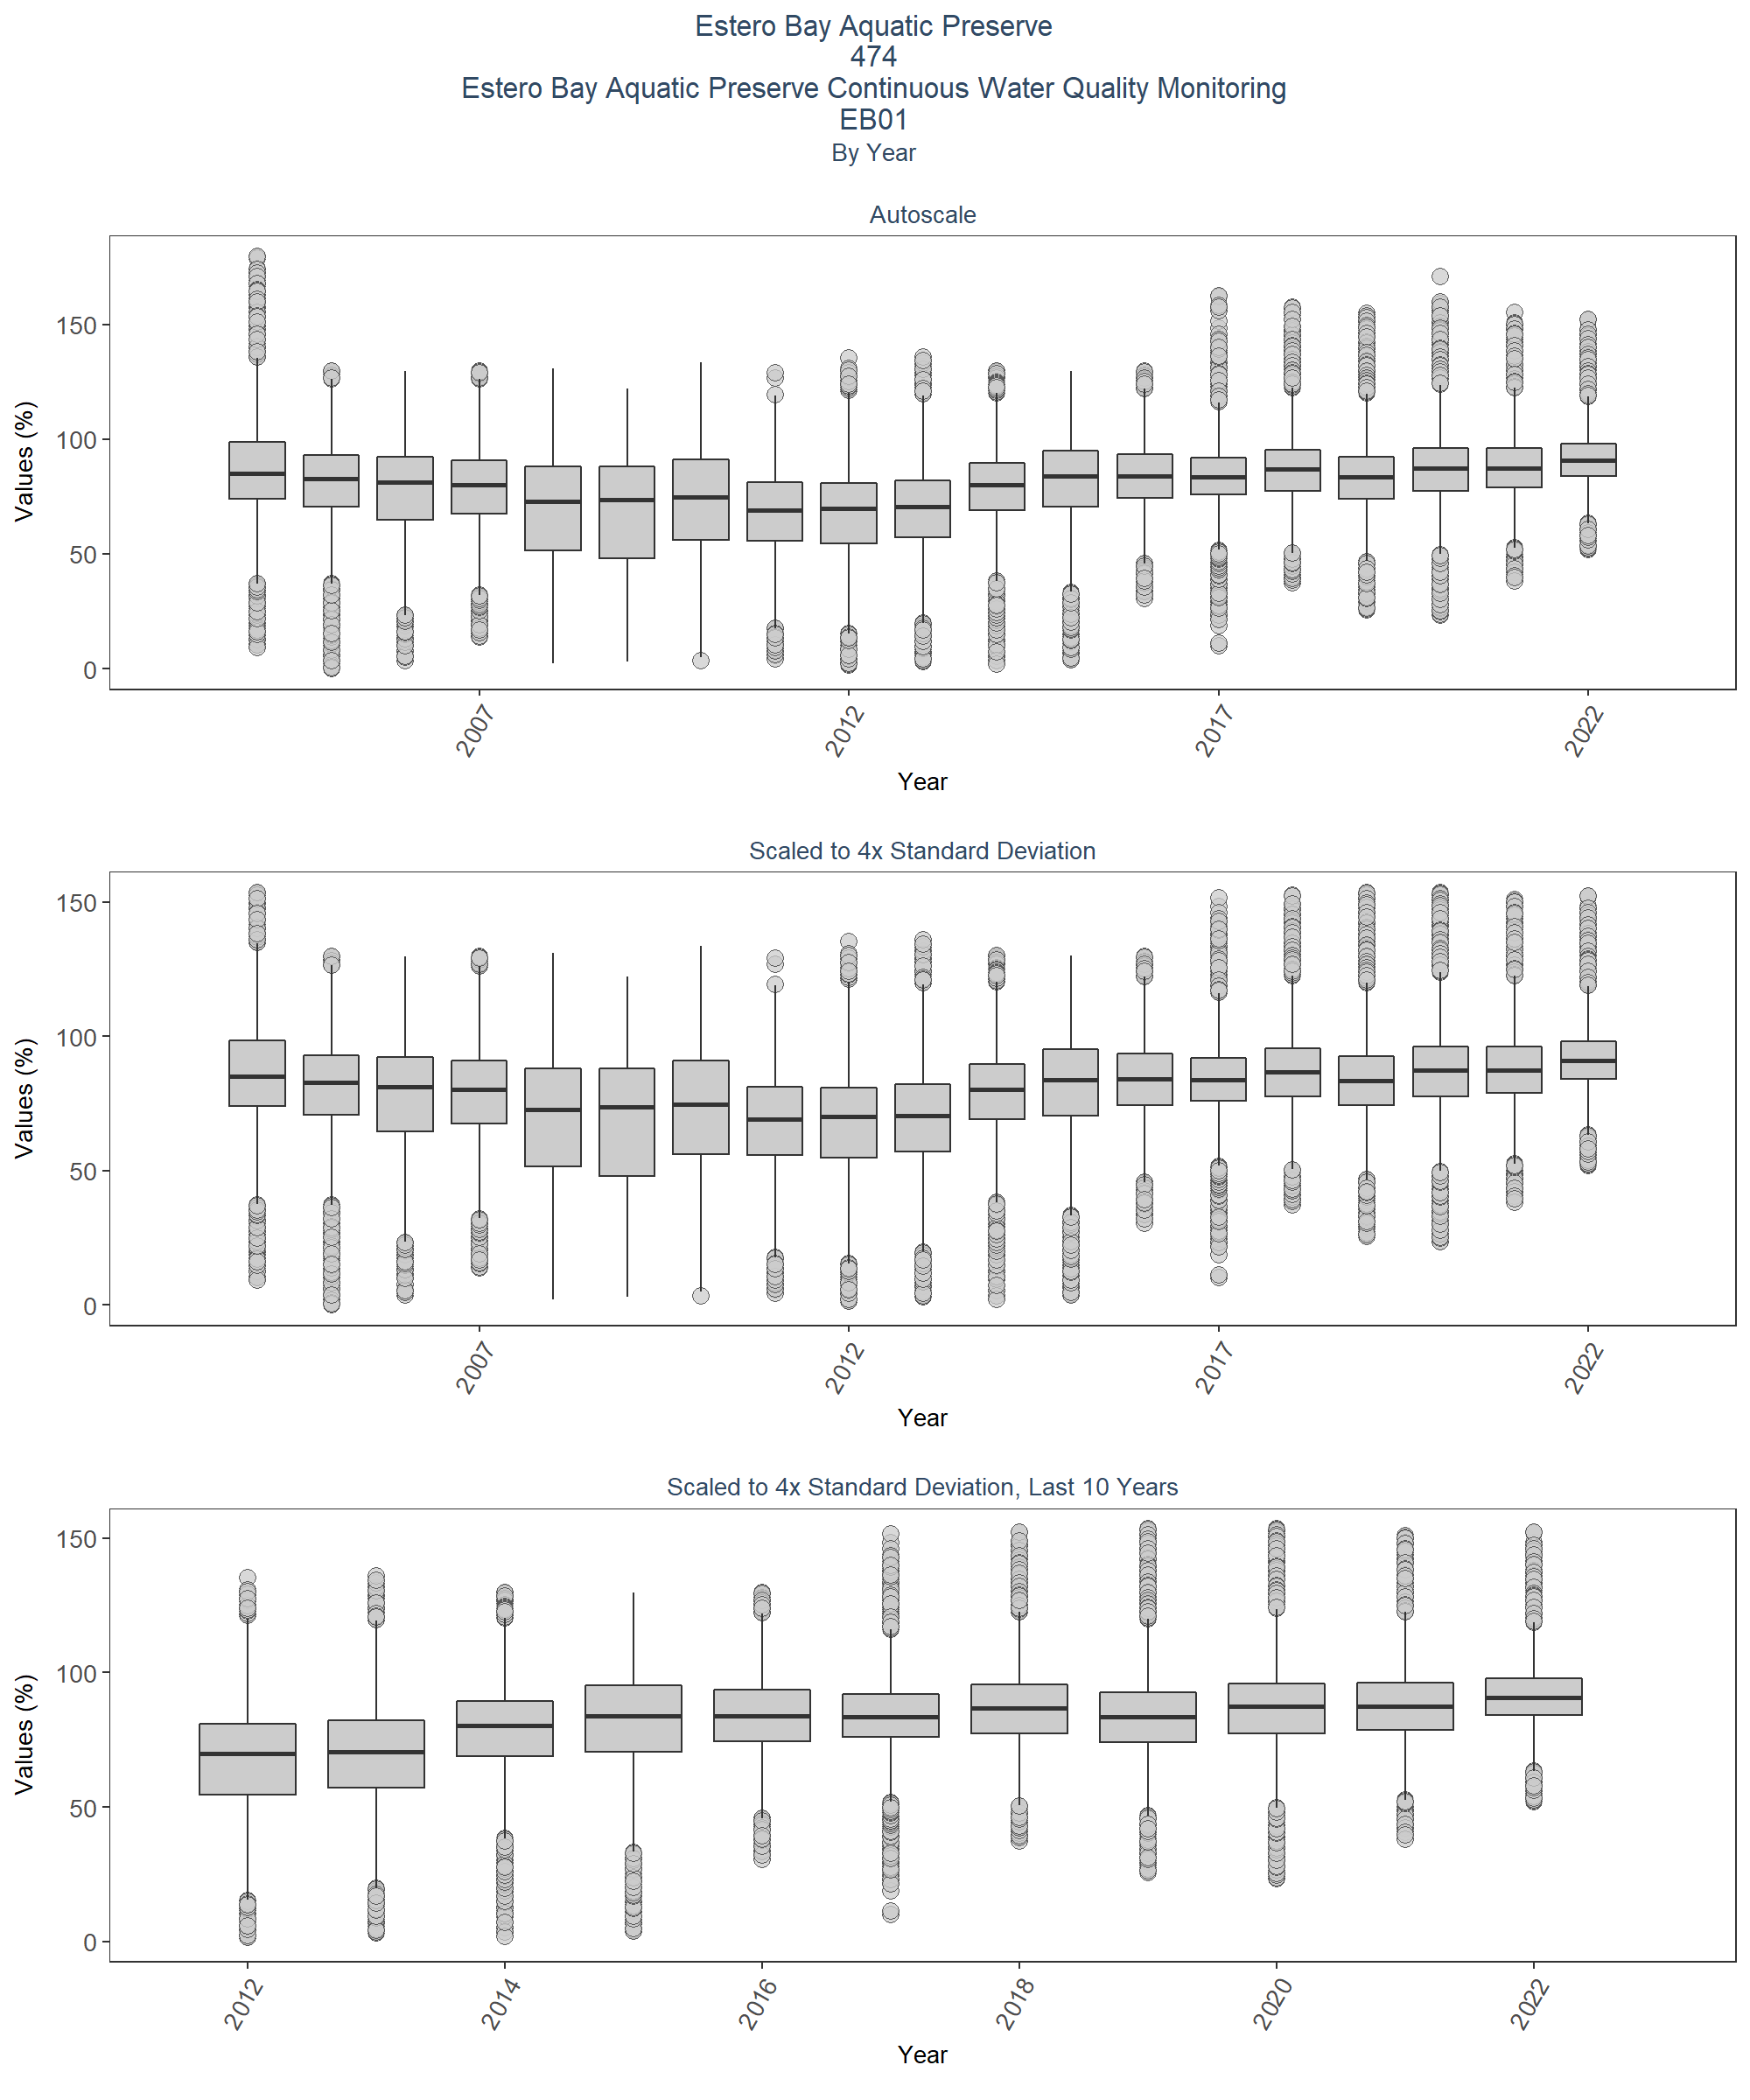 Estero Bay Aquatic Preserve
474
Estero Bay Aquatic Preserve Continuous Water Quality Monitoring
EB01
By Year
Autoscale
Values (%)
150
100
50
0
2007
2012
2017
2022
Year
Scaled to 4x Standard Deviation
Values (%)
150
100
50
0
2007
2012
2017
2022
Year
Scaled to 4x Standard Deviation, Last 10 Years
Values (%)
150
100
50
0
2012
2014
2016
2018
2020
2022
Year